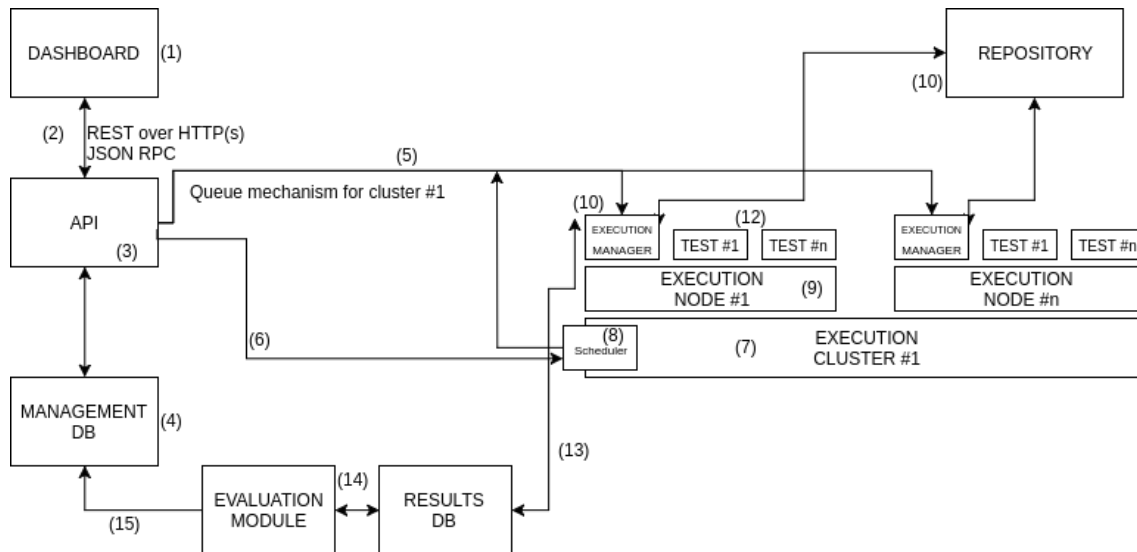 DASHBOARD
(1)
REPOSITORY
(10)
(2)
REST over HTTP(s)
JSON RPC
(5)
Queue mechanism for cluster #1
API
(3)
(10)
(12)
EXECUTION
MANAGER
TEST #1
TEST #n
EXECUTION
MANAGER
TEST #1
TEST #n
EXECUTION
NODE #1
(9)
EXECUTION
NODE #n
(6)
(8)
Scheduler
(7)
EXECUTION
CLUSTER #1
MANAGEMENT
DB
(4)
(13)
(14)
EVALUATION
MODULE
RESULTS
DB
(15)